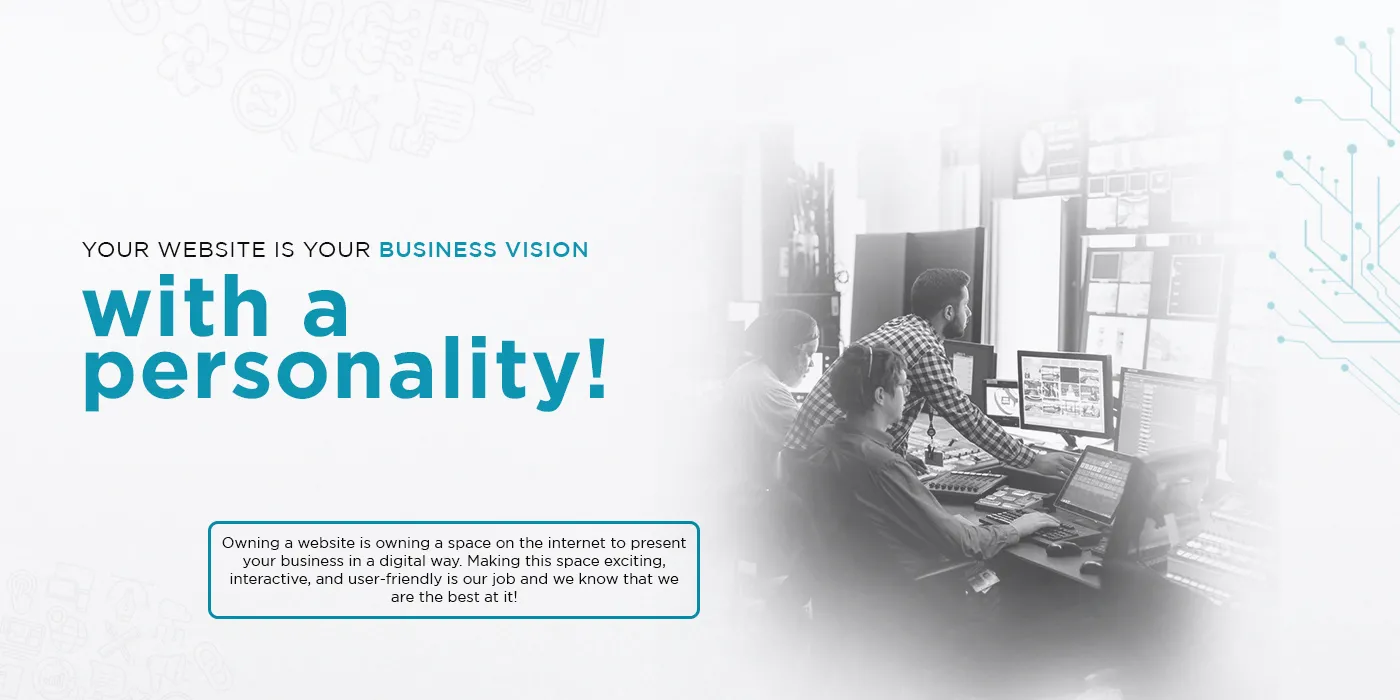 YOUR WEBSITE IS YOUR BUSINESS VISION
with a
personality!
Owning a website is owning a space on the internet to present
your business in a digital way. Making this space exciting,
interactive, and user-friendly is our job and we know that we
are the best at it!